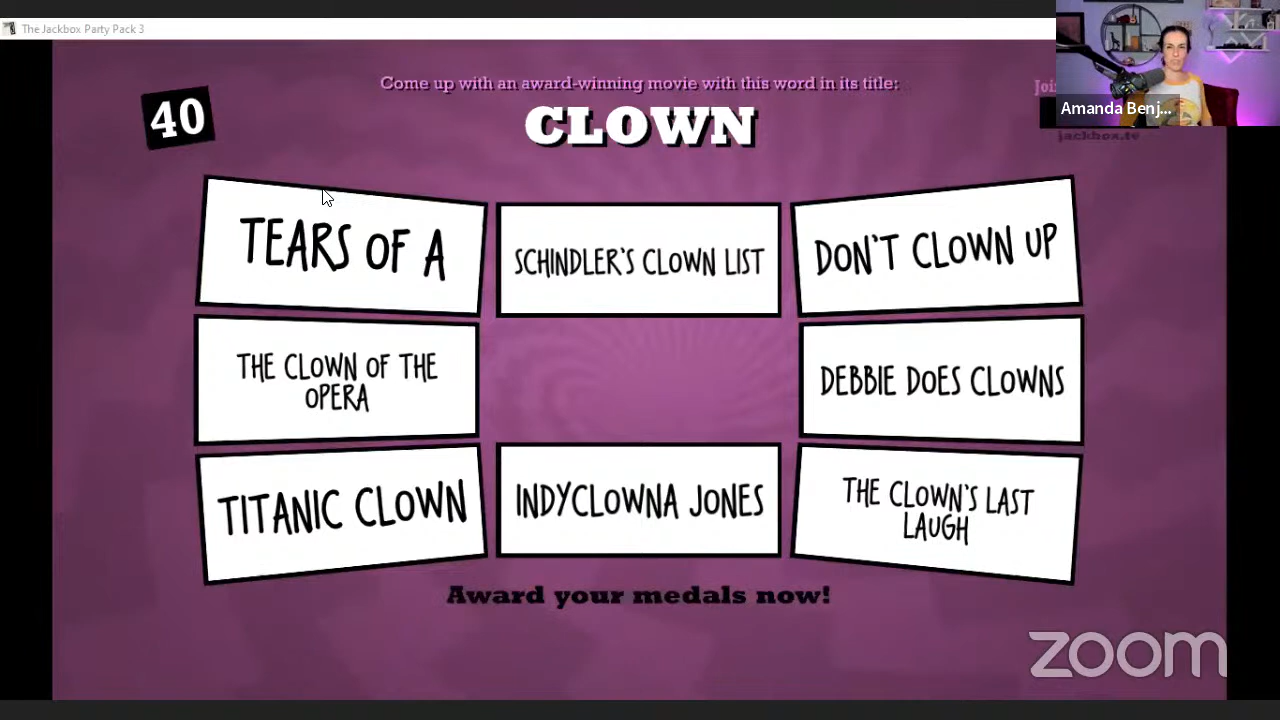 The Jackbox Party Pack 3
Come up with an award-winning movie with this word in its title:
Joi
Amanda Benj...
jackbox.tv
40
CLOWN
TEARS OF A
SCHINDLER'S CLOWN LIST
DON'T CLOWN UP
THE CLOWN OF THE
OPERA
DEBBIE DOES CLOWNS
TITANIC CLOWN
INDYCLOWNA JONES
THE CLOWN'S LAST
LAUGH
Award your medals now!
zoom